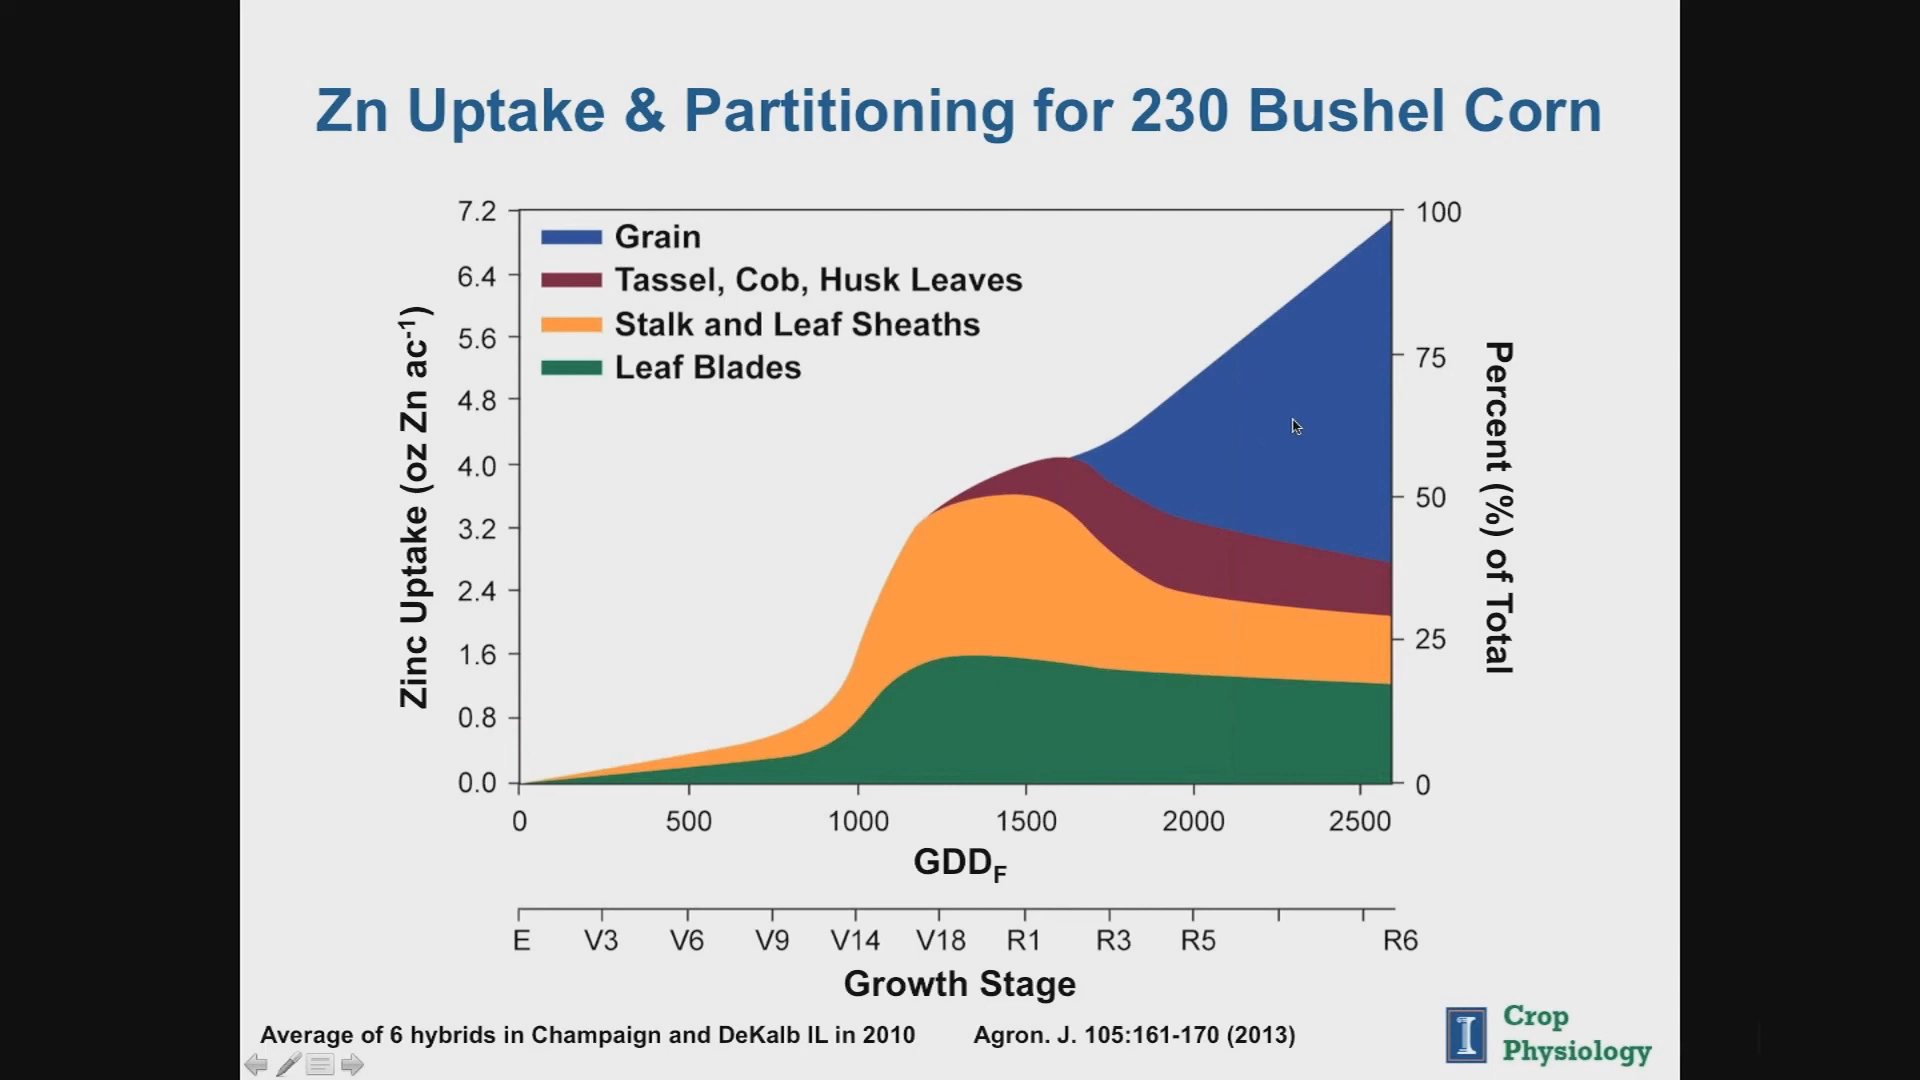 Zn Uptake & Partitioning for 230 Bushel Corn
Grain
Tassel, Cob, Husk Leaves
Stalk and Leaf Sheaths
Leaf Blades
Zinc Uptake (oz Zn ac⁻¹)
7.2
6.4
5.6
4.8
4.0
3.2
2.4
1.6
0.8
0.0
100
75
50
25
0
Percent (%) of Total
0 500 1000 1500 2000 2500
GDD_F
E V3 V6 V9 V14 V18 R1 R3 R5 R6
Growth Stage
Average of 6 hybrids in Champaign and DeKalb IL in 2010 Agron. J. 105:161-170 (2013)
I
Crop
Physiology